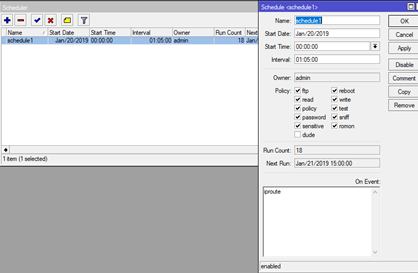 Scheduler
Name
Start Date
Start Time
Interval
Owner
Run Count
Next
schedule1
Jan/20/2019
00:00:00
01:05:00
admin
18
Jan/
1 item (1 selected)
Schedule <schedule1>
Name: schedule1
Start Date: Jan/20/2019
Start Time: 00:00:00
Interval: 01:05:00
Owner: admin
Policy: ftp reboot
read write
policy test
password sniff
sensitive romon
dude
Run Count: 18
Next Run: Jan/21/2019 15:00:00
On Event:
iproute
enabled
OK
Cancel
Apply
Disable
Comment
Copy
Remove